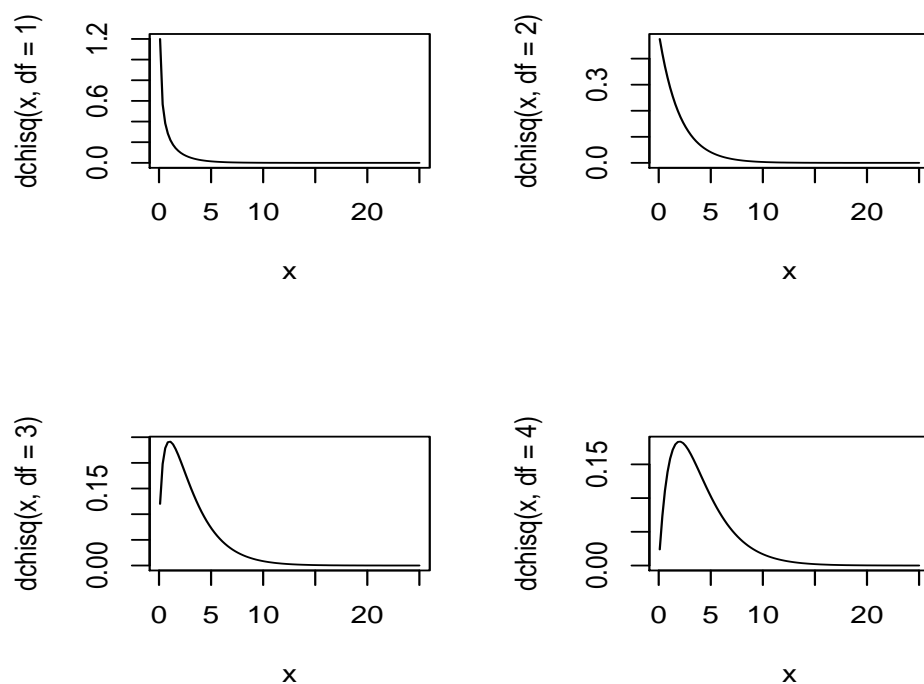 dchisq(x, df = 1)
1.2
0.6
0.0
0 5 10 20
x
dchisq(x, df = 2)
0.3
0.0
0 5 10 20
x
dchisq(x, df = 3)
0.15
0.00
0 5 10 20
x
dchisq(x, df = 4)
0.15
0.00
0 5 10 20
x